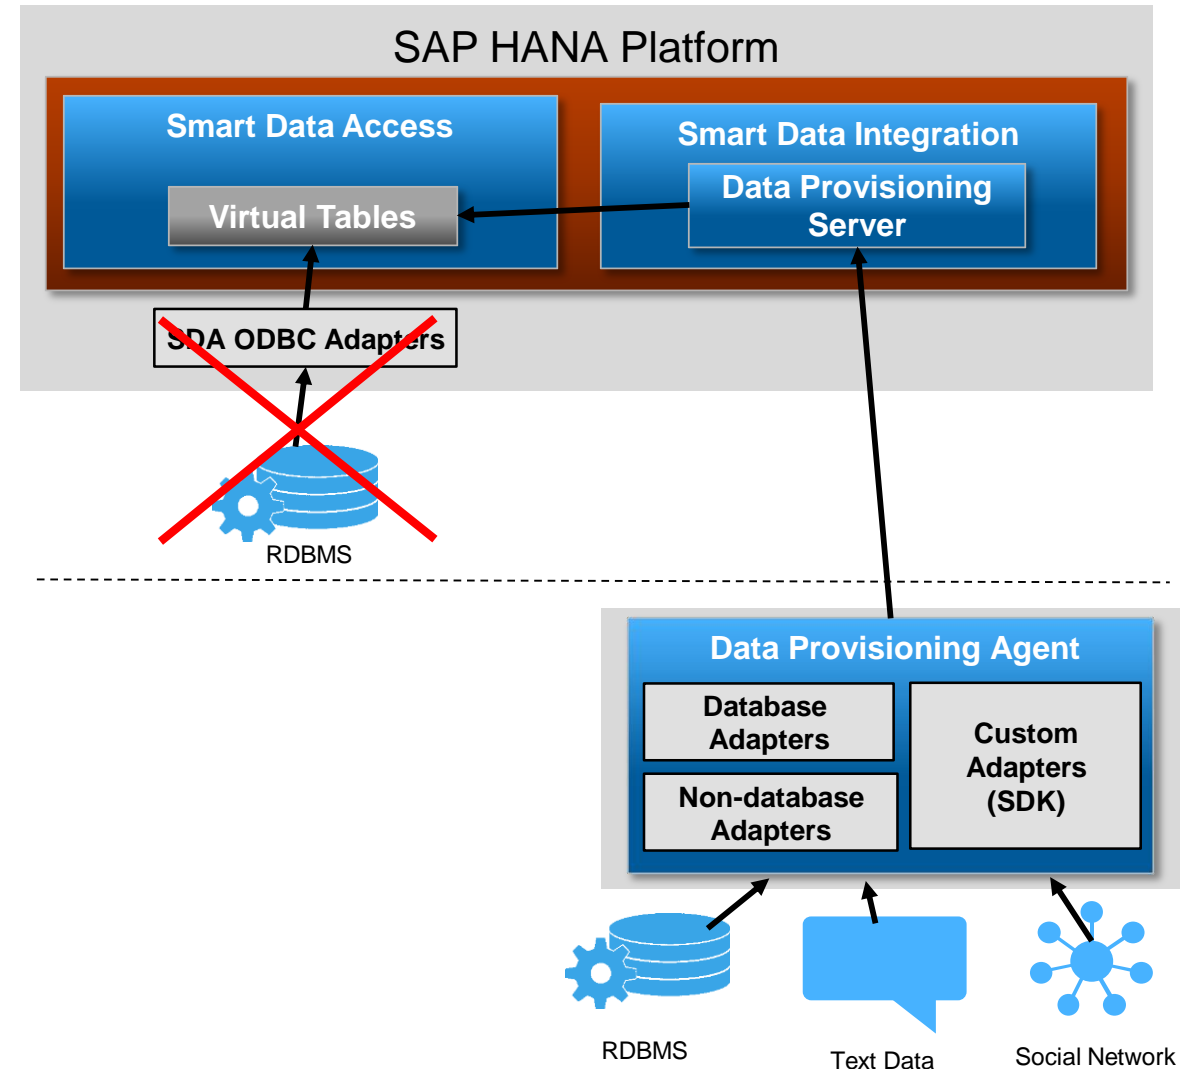 SAP HANA Platform
Smart Data Access
Virtual Tables
Smart Data Integration
Data Provisioning
Server
SDA ODBC Adapters
RDBMS
Data Provisioning Agent
Database
Adapters
Non-database
Adapters
Custom
Adapters
(SDK)
RDBMS
Text Data
Social Network